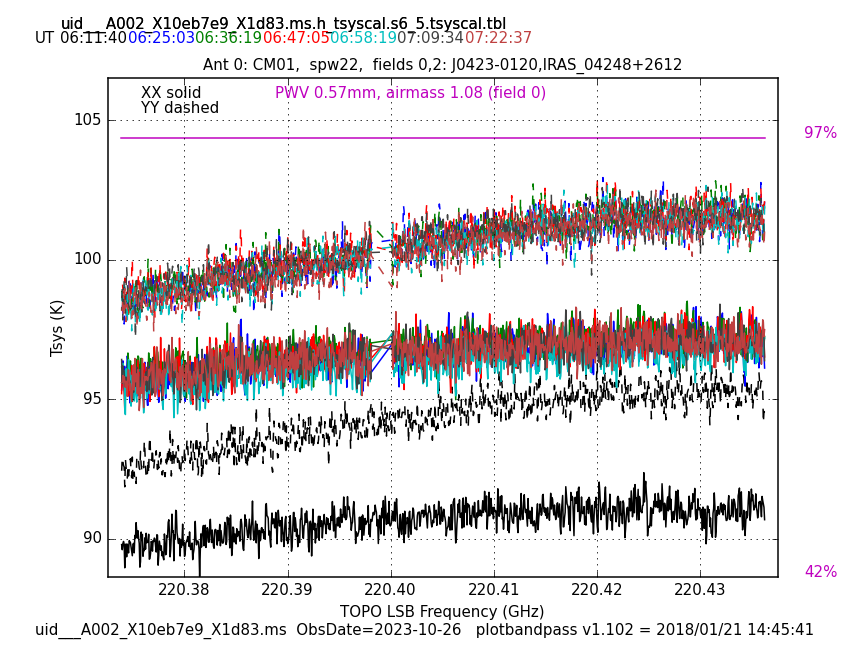 uid___A002_X10eb7e9_X1d83.ms.h_tsyscal.s6_5.tsyscal.tbl
UT 06:11:40 06:25:03 06:36:19 06:47:05 06:58:19 07:09:34 07:22:37
Ant 0: CM01, spw22, fields 0,2: J0423-0120,IRAS_04248+2612
XX solid PWV 0.57mm, airmass 1.08 (field 0)
YY dashed
105
97%
100
Tsys (K)
95
90
42%
220.38 220.39 220.40 220.41 220.42 220.43
TOPO LSB Frequency (GHz)
uid___A002_X10eb7e9_X1d83.ms ObsDate=2023-10-26 plotbandpass v1.102 = 2018/01/21 14:45:41